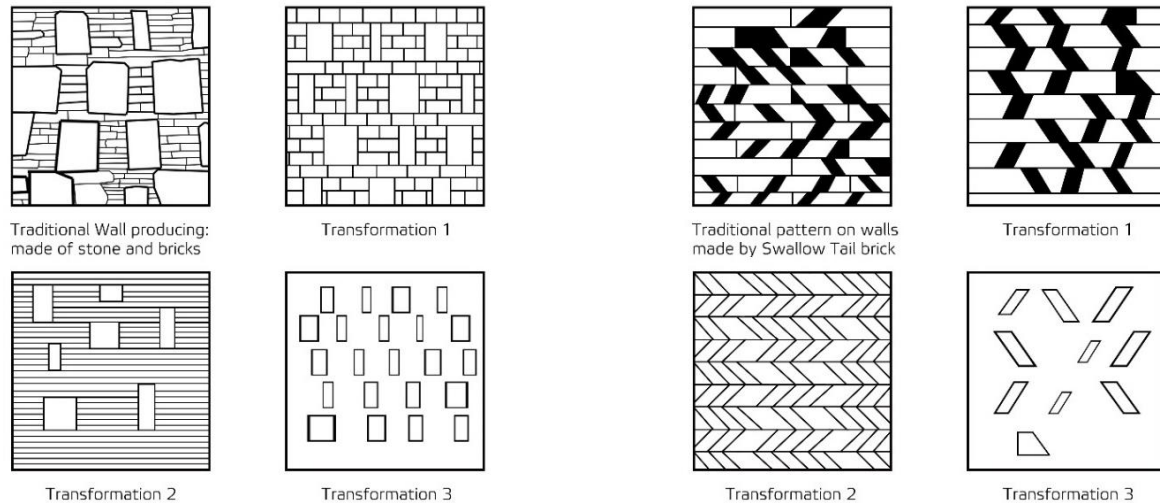 Traditional Wall producing:
made of stone and bricks
Transformation 1
Traditional pattern on walls
made by Swallow Tail brick
Transformation 1
Transformation 2
Transformation 3
Transformation 2
Transformation 3